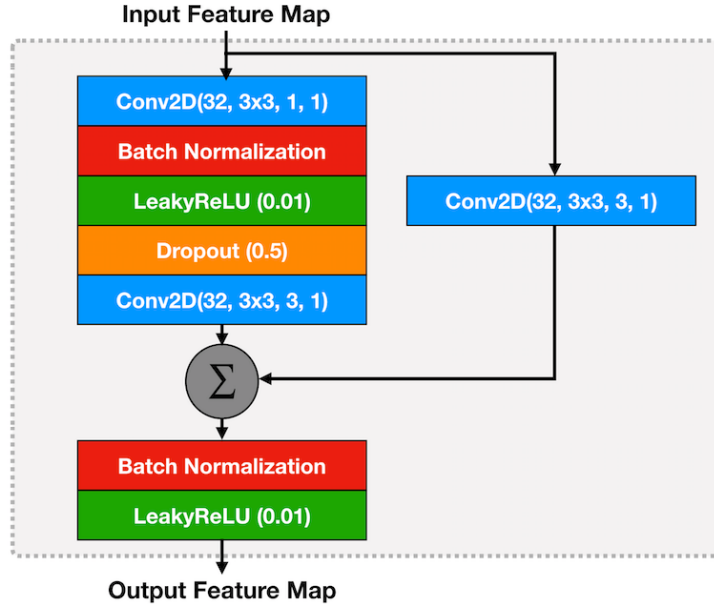 Input Feature Map
Conv2D(32, 3x3, 1, 1)
Batch Normalization
LeakyReLU (0.01)
Dropout (0.5)
Conv2D(32, 3x3, 3, 1)
Conv2D(32, 3x3, 3, 1)
Σ
Batch Normalization
LeakyReLU (0.01)
Output Feature Map